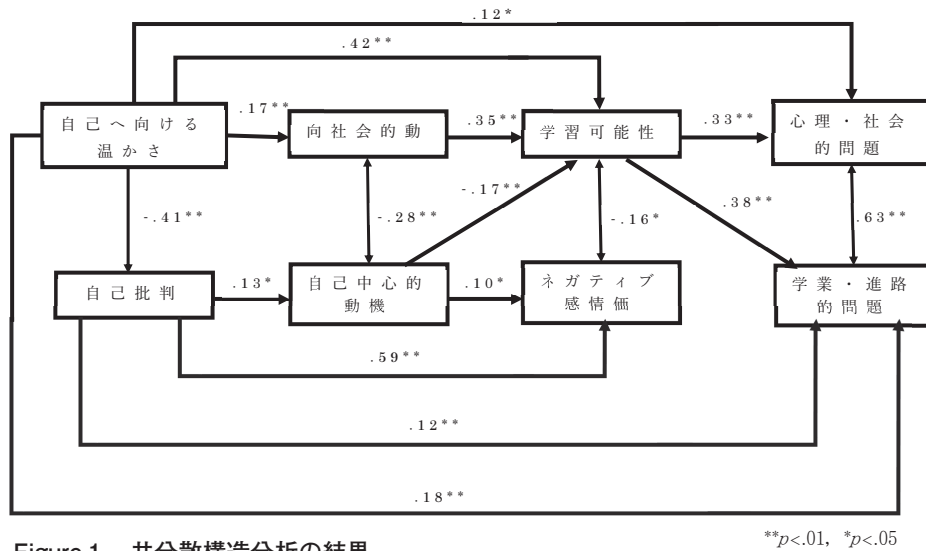 .12*
.42**
自己へ向ける
温かさ
.17**
向社会的動
.35**
学習可能性
.33**
心理・社会
的問題
-.41**
-.28**
-.17**
-.16*
.38**
.63**
自己批判
.13*
自己中心的
動機
.10*
ネガティブ
感情価
学業・進路
的問題
.59**
.12**
.18**
**p<.01, *p<.05
Figure 1 共分散構造分析の結果